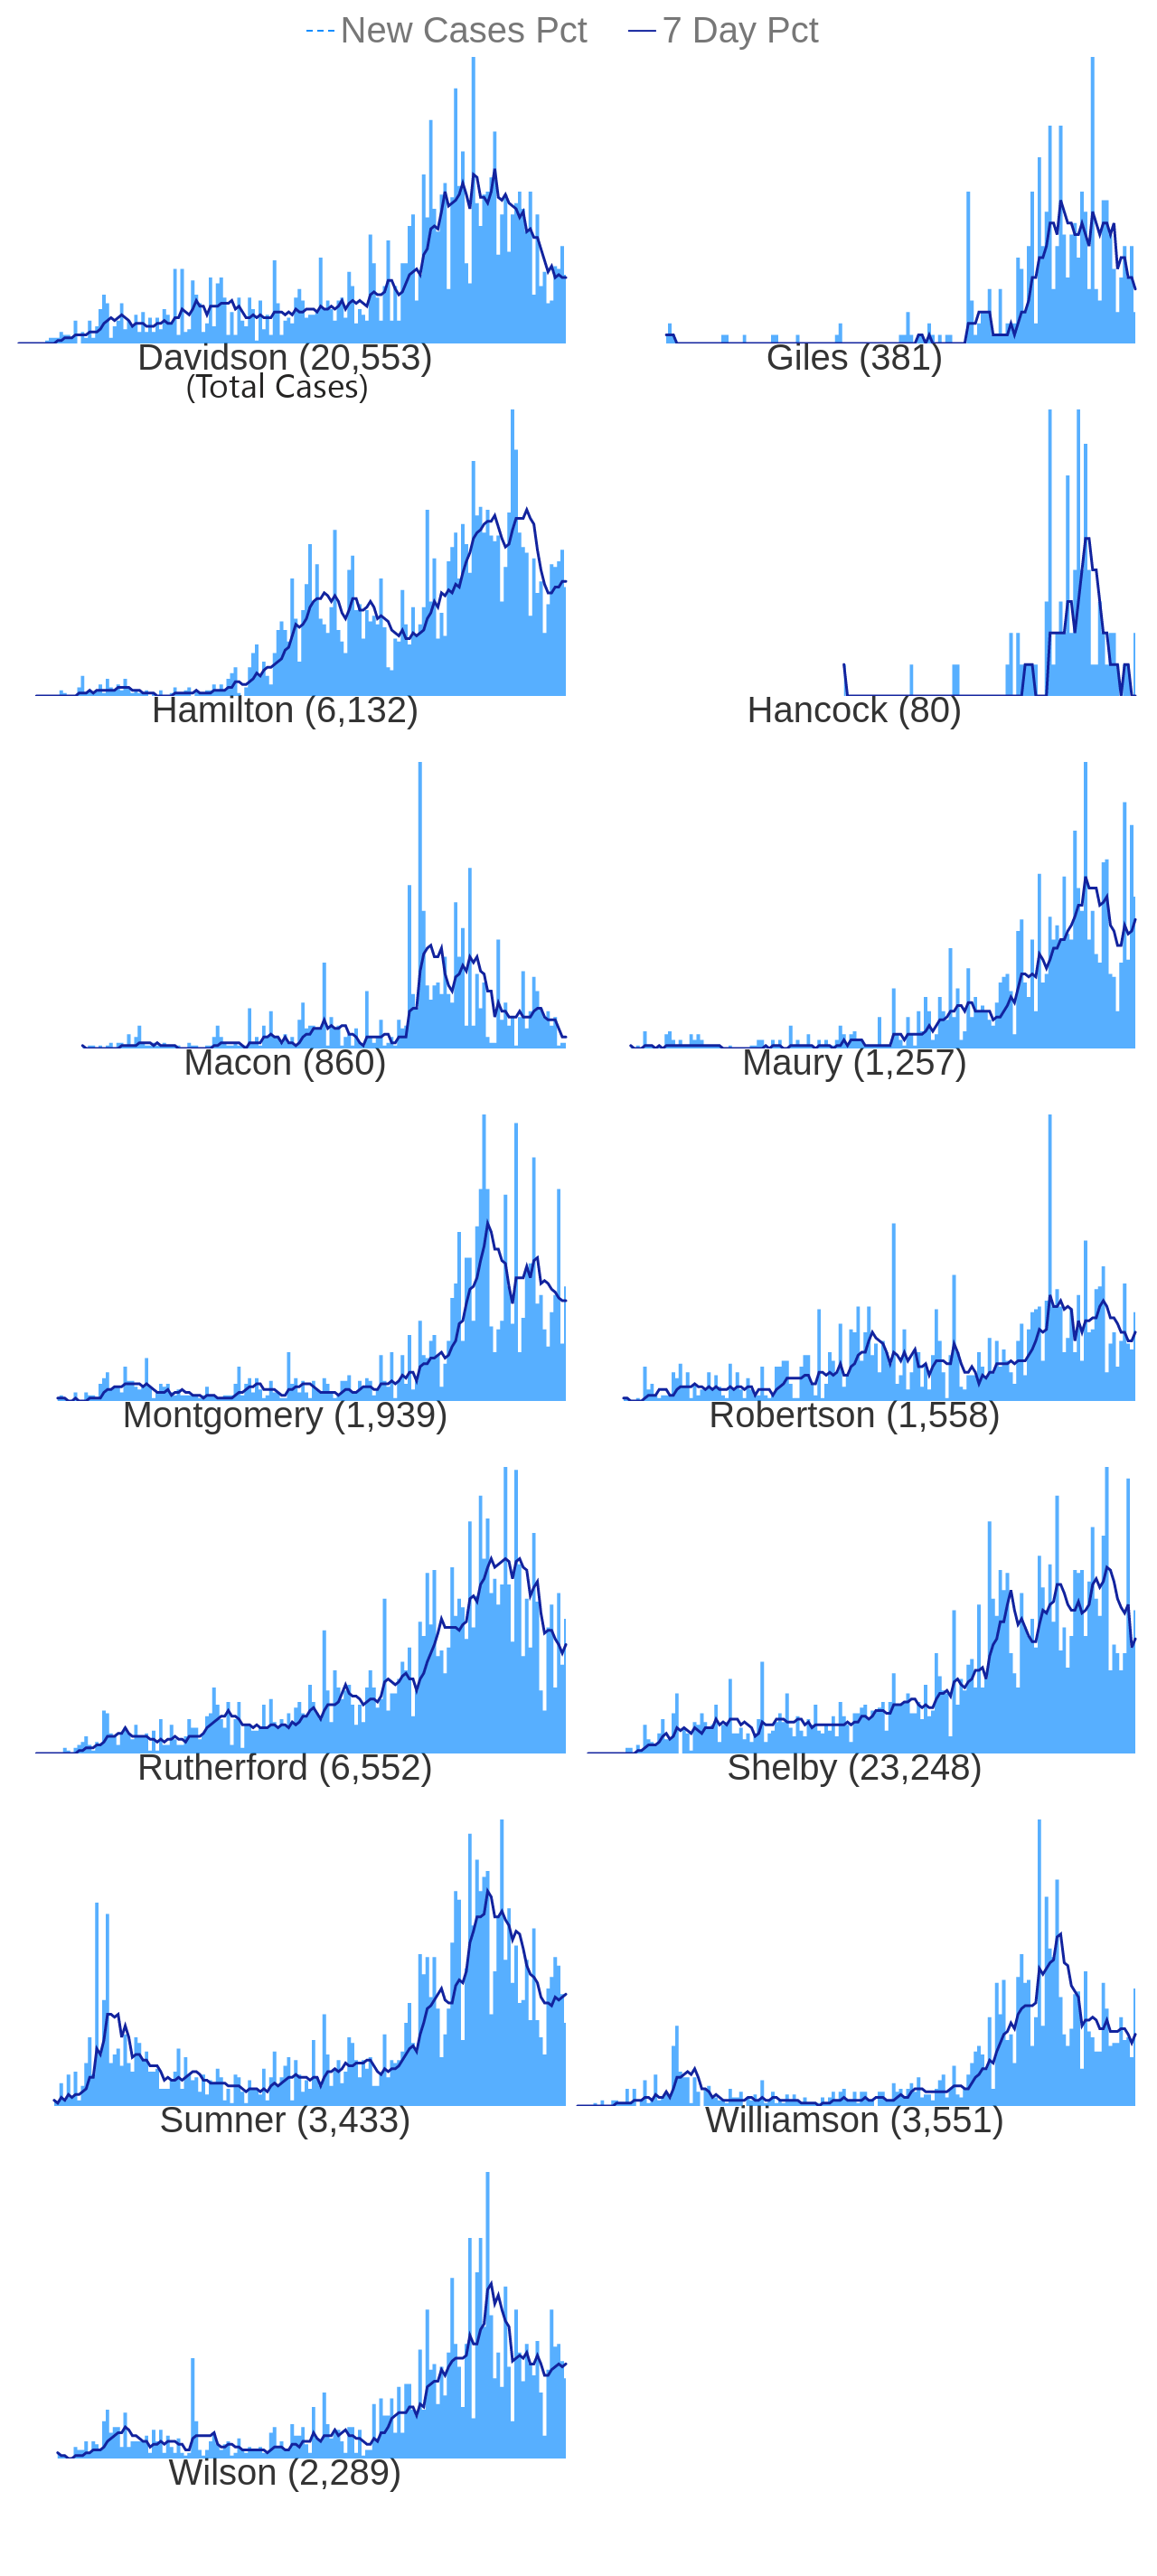 New Cases Pct 7 Day Pct
Davidson (20,553) Giles (381)
(Total Cases)
Hamilton (6,132) Hancock (80)
Macon (860) Maury (1,257)
Montgomery (1,939) Robertson (1,558)
Rutherford (6,552) Shelby (23,248)
Sumner (3,433) Williamson (3,551)
Wilson (2,289)